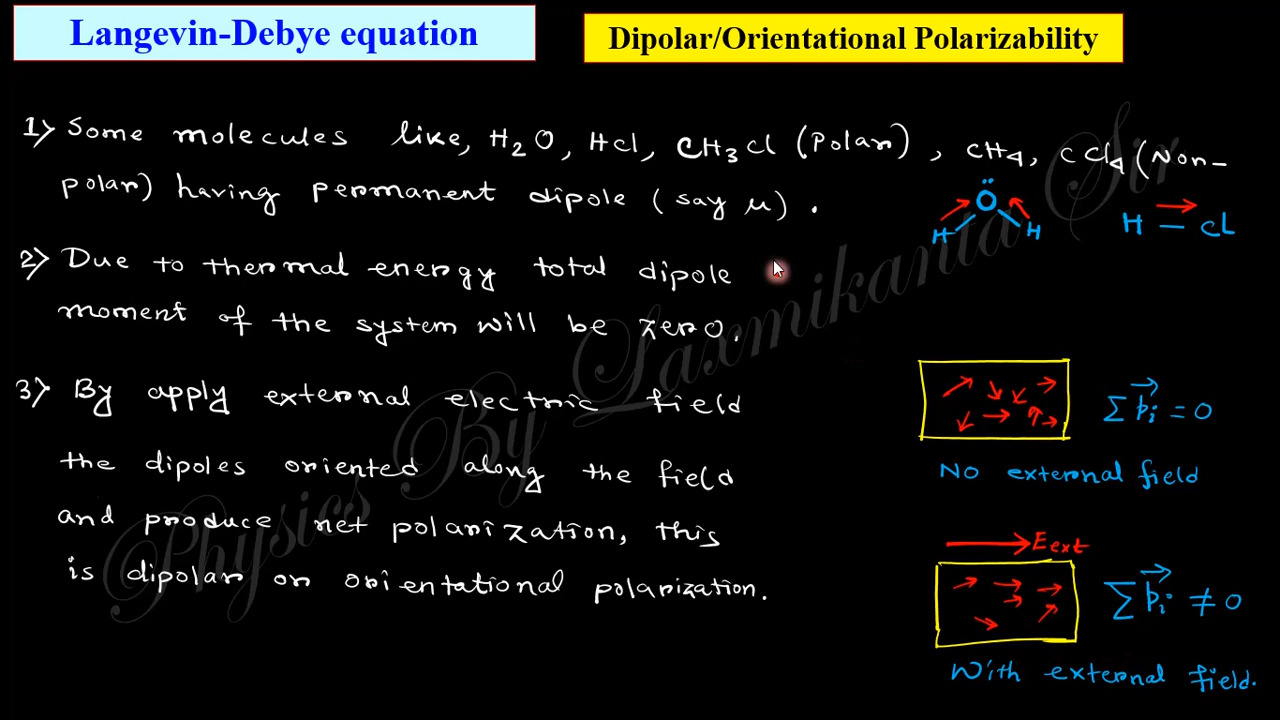 Langevin-Debye equation
Dipolar/Orientational Polarizability
1) Some molecules like, H₂O, HCl, CH₃Cl (Polar), CH₄, CCl₄ (Non-
polar) having permanent dipole (say μ).
Ö
H H
H — Cl
2) Due to thermal energy total dipole
moment of the system will be zero.
3) By apply external electric field
the dipoles oriented along the field
and produce net polarization, this
is dipolar or orientational polarization.
Σ p⃗ᵢ = 0
No external field
Eext
Σ p⃗ᵢ ≠ 0
With external field.
Physics By Laxmikanta Sir